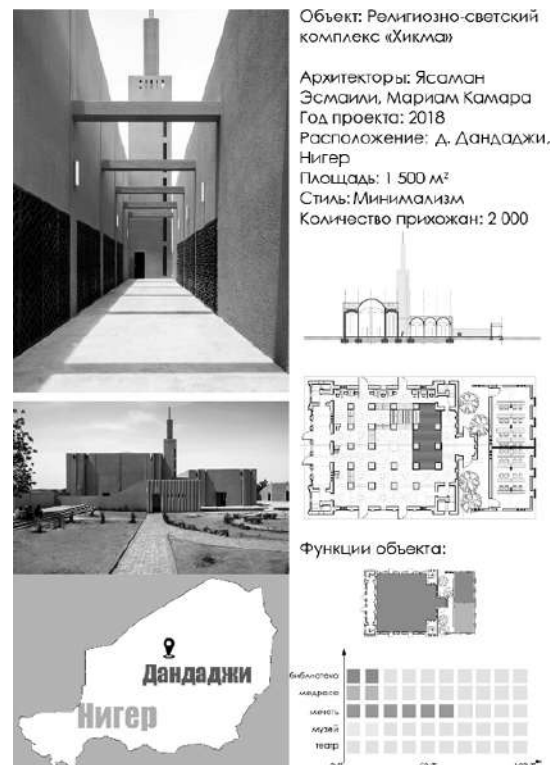 Объект: Религиозно-светский
комплекс «Хикма»
Архитекторы: Ясаман
Эсмаили, Мариам Камара
Год проекта: 2018
Расположение: д. Дандаджи,
Нигер
Площадь: 1 500 м²
Стиль: Минимализм
Количество прихожан: 2 000
Функции объекта:
Дандаджи
Нигер
библиотека
медресе
мечеть
музей
театр